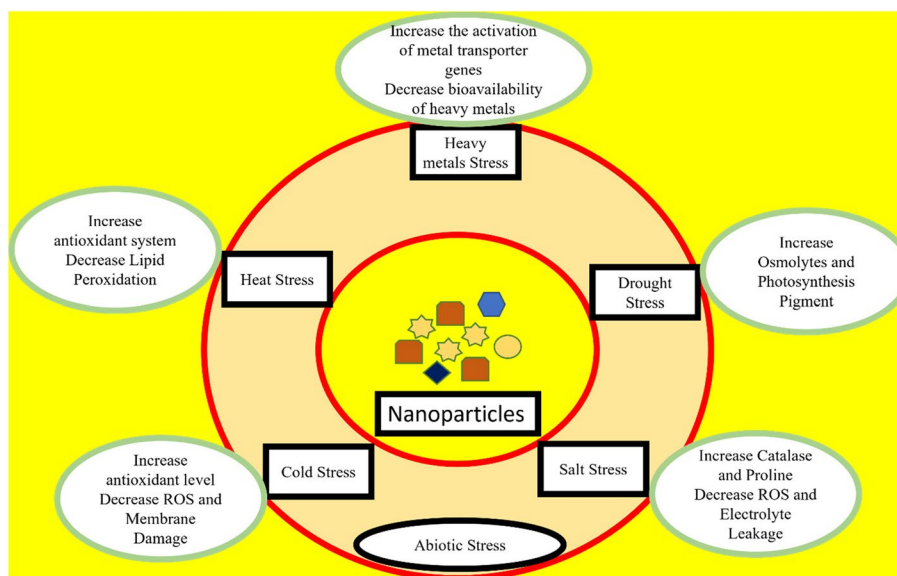 Increase the activation
of metal transporter
genes
Decrease bioavailability
of heavy metals
Heavy
metals Stress
Increase
antioxidant system
Decrease Lipid
Peroxidation
Heat Stress
Drought
Stress
Increase
Osmolytes and
Photosynthesis
Pigment
Nanoparticles
Increase
antioxidant level
Decrease ROS and
Membrane
Damage
Cold Stress
Salt Stress
Increase Catalase
and Proline
Decrease ROS and
Electrolyte
Leakage
Abiotic Stress